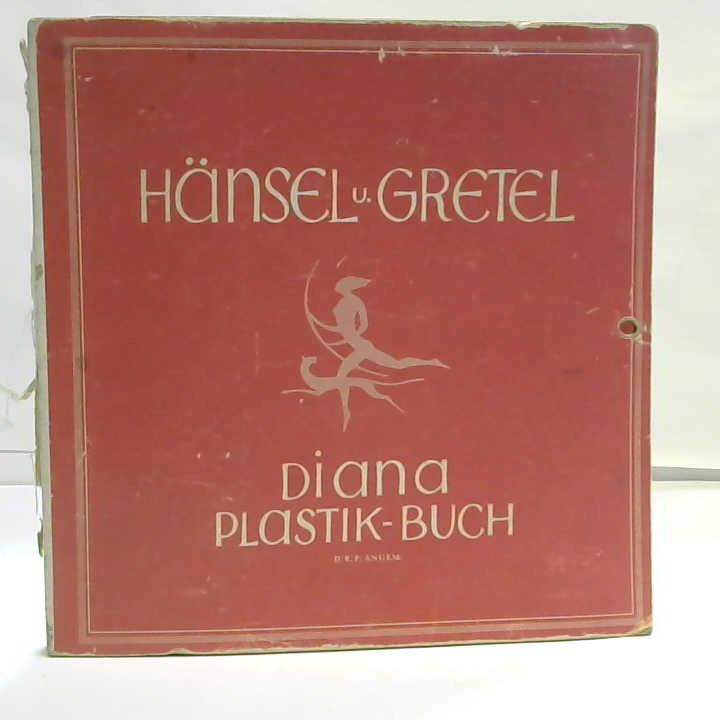 HänSEL u. GRETEL
Diana
PLaSTIK-BUCH
D. R. P. ANGEM.